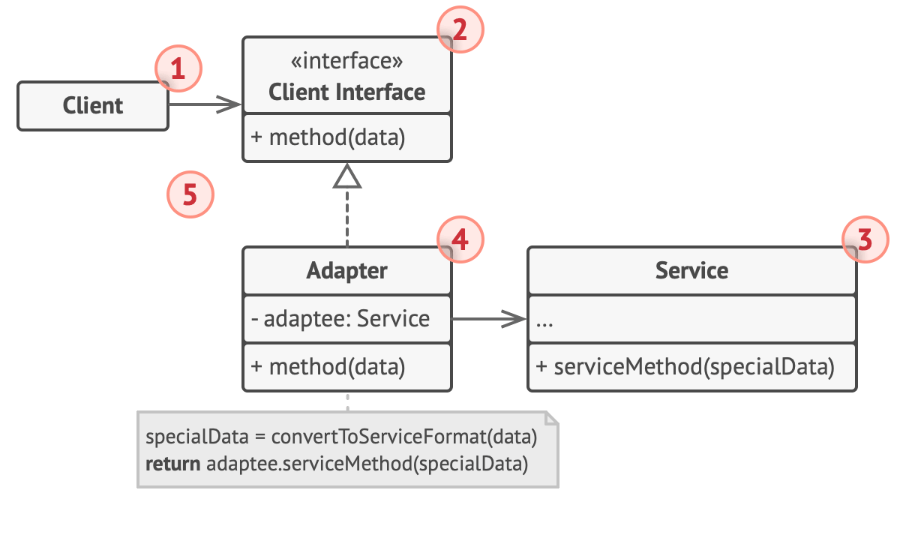 1
2
«interface»
Client Interface
Client
+ method(data)
5
4
3
Adapter
- adaptee: Service
+ method(data)
Service
...
+ serviceMethod(specialData)
specialData = convertToServiceFormat(data)
return adaptee.serviceMethod(specialData)